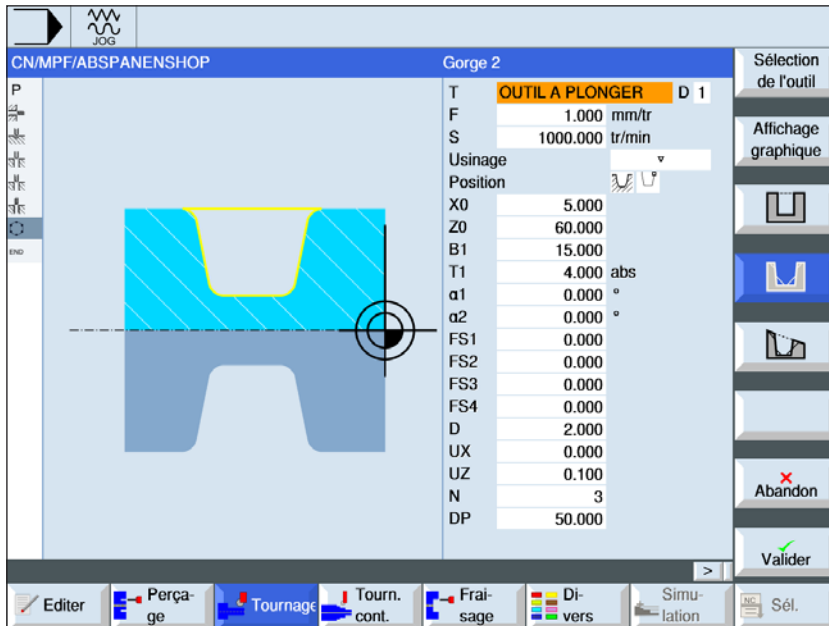 JOG
CN/MPF/ABSPANENSHOP
Gorge 2
P
END
T OUTIL A PLONGER D 1
F 1.000 mm/tr
S 1000.000 tr/min
Usinage ▿
Position
X0 5.000
Z0 60.000
B1 15.000
T1 4.000 abs
α1 0.000 °
α2 0.000 °
FS1 0.000
FS2 0.000
FS3 0.000
FS4 0.000
D 2.000
UX 0.000
UZ 0.100
N 3
DP 50.000
Sélection
de l'outil
Affichage
graphique
Abandon
Valider
>
Editer
Perça-
ge
Tournage
Tourn.
cont.
Frai-
sage
Di-
vers
Simu-
lation
NC
Sél.